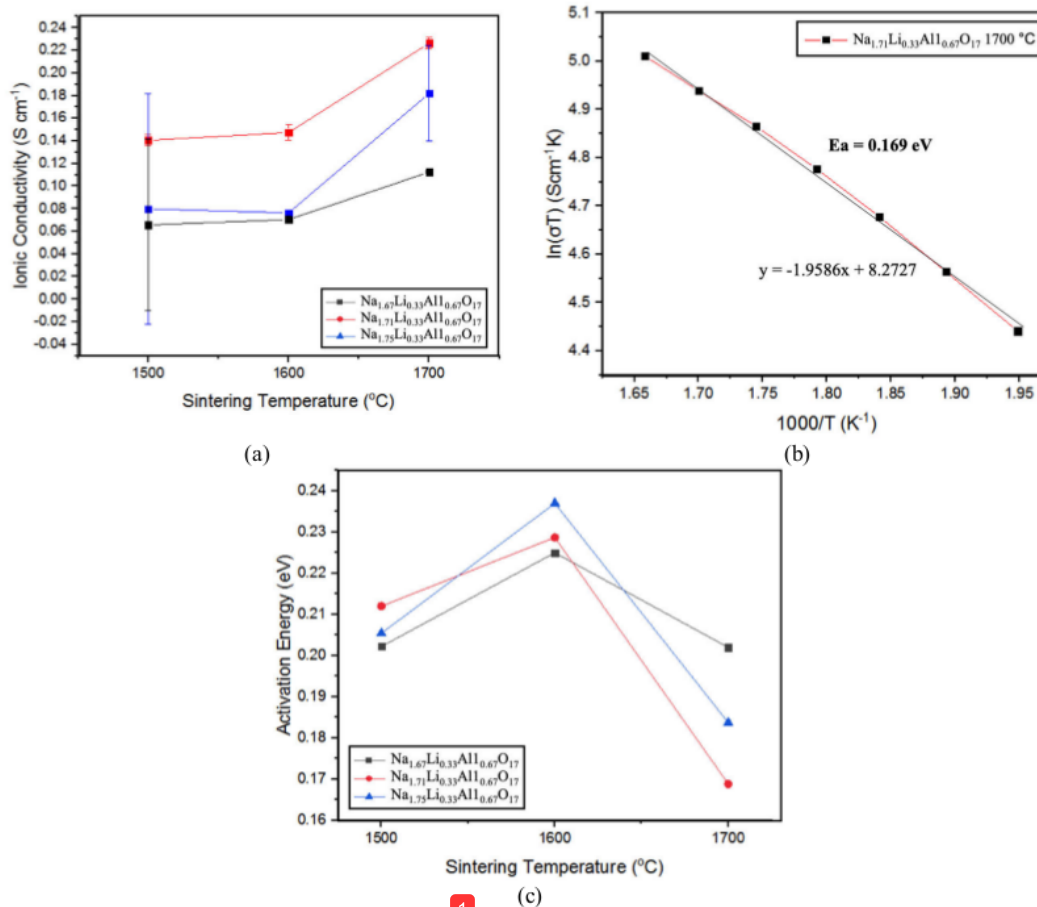 0.24
0.22
0.20
0.18
0.16
0.14
0.12
0.10
0.08
0.06
0.04
0.02
0.00
-0.02
-0.04
Ionic Conductivity (S cm⁻¹)
Na₁.₆₇Li₀.₃₃Al1₀.₆₇O₁₇
Na₁.₇₁Li₀.₃₃Al1₀.₆₇O₁₇
Na₁.₇₅Li₀.₃₃Al1₀.₆₇O₁₇
1500 1600 1700
Sintering Temperature (°C)
(a)
5.1
5.0
4.9
4.8
4.7
4.6
4.5
4.4
ln(σT) (Scm⁻¹K)
Na₁.₇₁Li₀.₃₃Al1₀.₆₇O₁₇ 1700 °C
Ea = 0.169 eV
y = -1.9586x + 8.2727
1.65 1.70 1.75 1.80 1.85 1.90 1.95
1000/T (K⁻¹)
(b)
0.24
0.23
0.22
0.21
0.20
0.19
0.18
0.17
0.16
Activation Energy (eV)
Na₁.₆₇Li₀.₃₃Al1₀.₆₇O₁₇
Na₁.₇₁Li₀.₃₃Al1₀.₆₇O₁₇
Na₁.₇₅Li₀.₃₃Al1₀.₆₇O₁₇
1500 1600 1700
Sintering Temperature (°C)
(c)